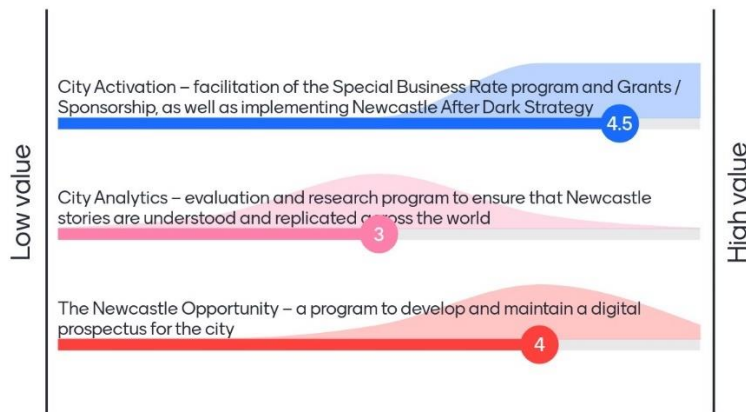 City Activation – facilitation of the Special Business Rate program and Grants /
Sponsorship, as well as implementing Newcastle After Dark Strategy
4.5
Low value
High value
City Analytics – evaluation and research program to ensure that Newcastle
stories are understood and replicated across the world
3
The Newcastle Opportunity – a program to develop and maintain a digital
prospectus for the city
4